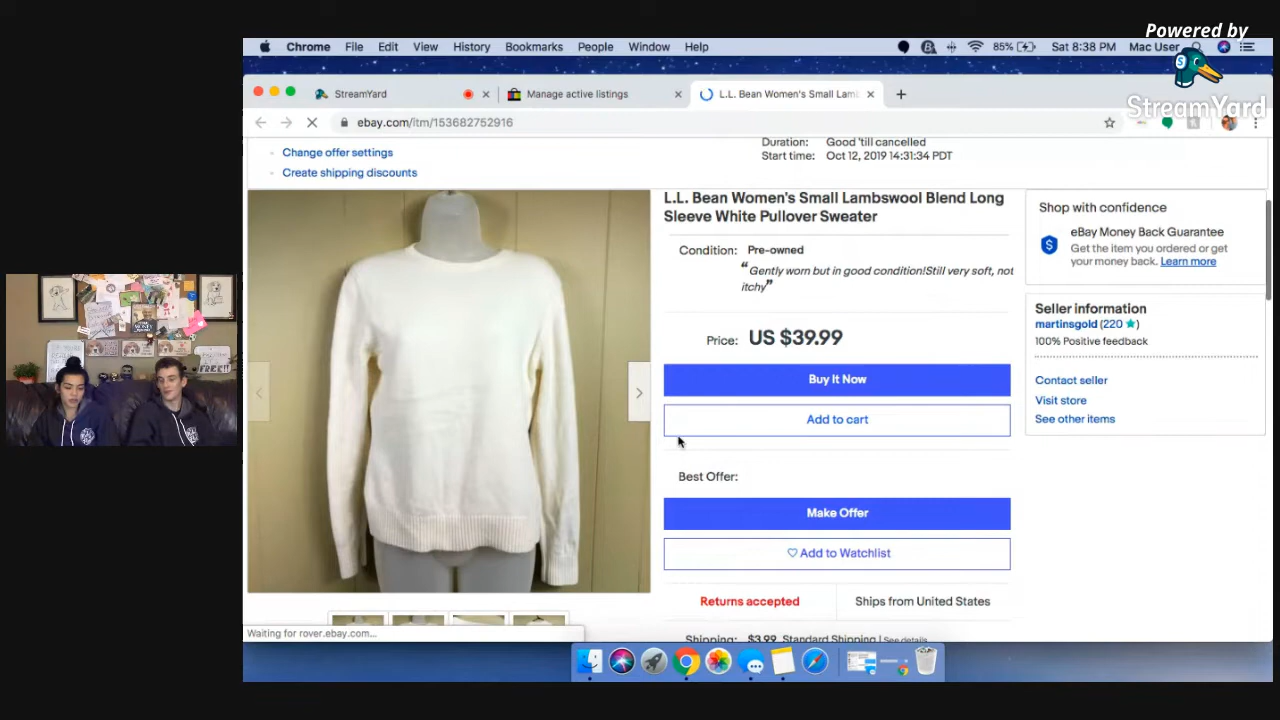 Powered by
StreamYard
Chrome File Edit View History Bookmarks People Window Help
85% Sat 8:38 PM Mac User
StreamYard
Manage active listings
L.L. Bean Women's Small Lam
ebay.com/itm/153682752916
Change offer settings
Create shipping discounts
Duration: Good 'till cancelled
Start time: Oct 12, 2019 14:31:34 PDT
L.L. Bean Women's Small Lambswool Blend Long
Sleeve White Pullover Sweater
Condition: Pre-owned
“Gently worn but in good condition!Still very soft, not
itchy”
Price: US $39.99
Buy It Now
Add to cart
Best Offer:
Make Offer
Add to Watchlist
Returns accepted
Ships from United States
Shipping: $3.99 Standard Shipping | See details
Shop with confidence
eBay Money Back Guarantee
Get the item you ordered or get
your money back. Learn more
Seller information
martinsgold (220 ★)
100% Positive feedback
Contact seller
Visit store
See other items
Waiting for rover.ebay.com...